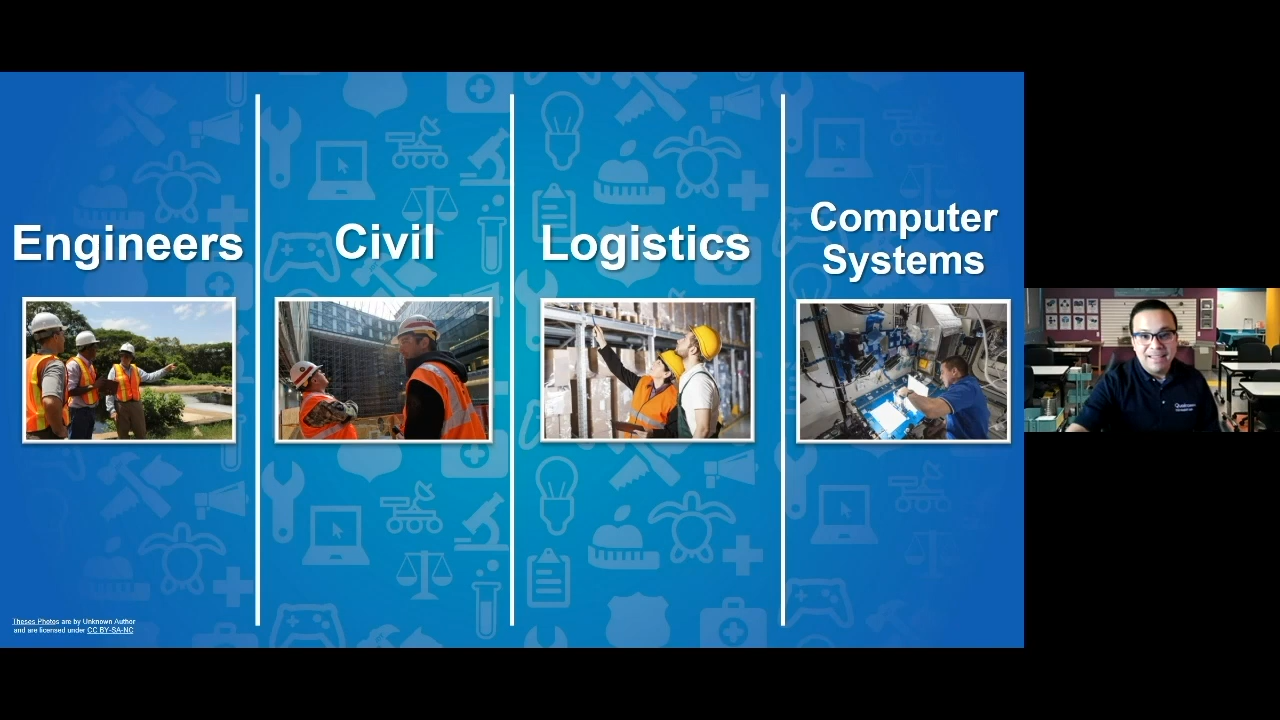 Engineers
Civil
Logistics
Computer
Systems
Theses Photos are by Unknown Author
and are licensed under CC BY-SA-NC
Qualcomm